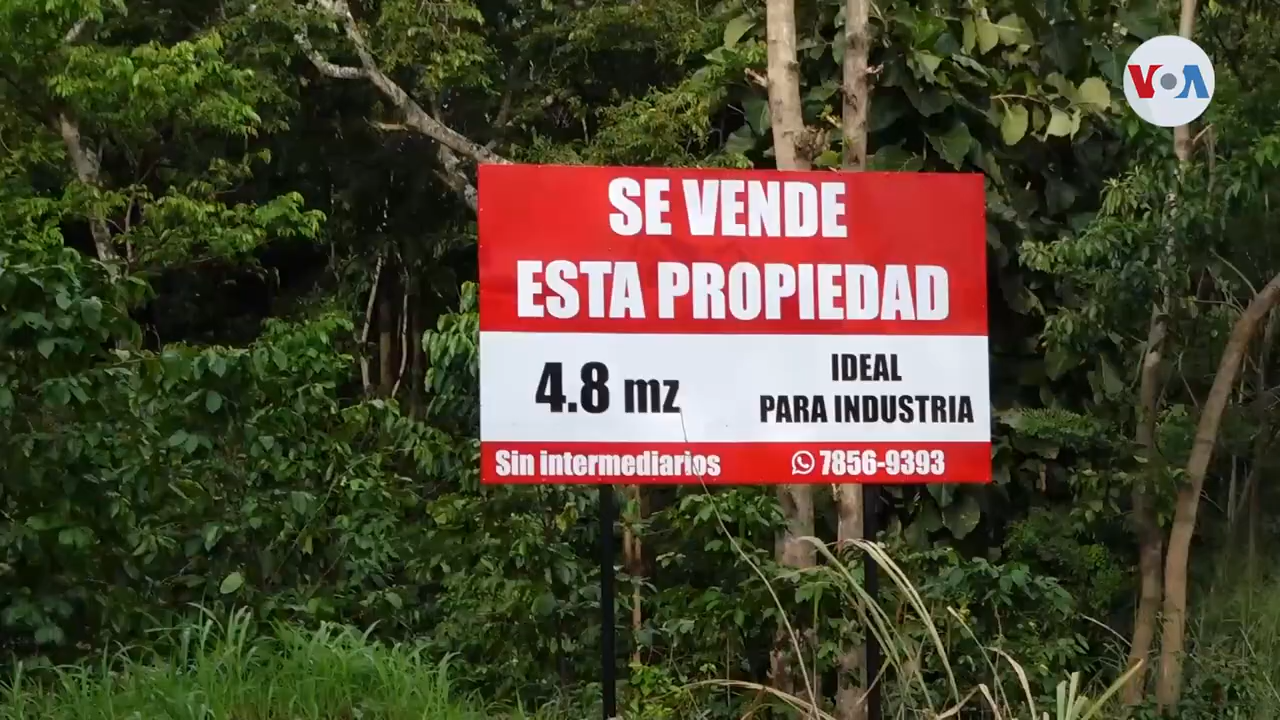 VOA
SE VENDE
ESTA PROPIEDAD
4.8 mz
IDEAL
PARA INDUSTRIA
Sin intermediarios
7856-9393